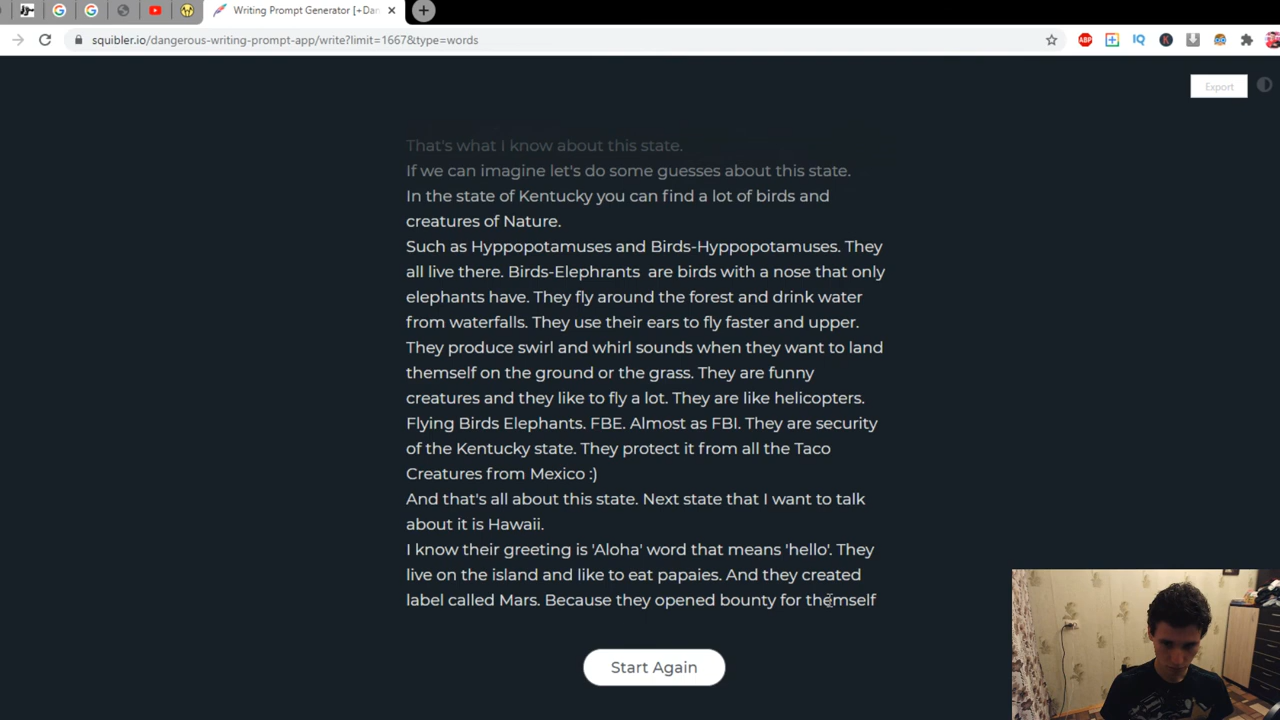 Writing Prompt Generator [+Dan
squibler.io/dangerous-writing-prompt-app/write?limit=1667&type=words
ABP
IQ
K
Export
That's what I know about this state.
If we can imagine let's do some guesses about this state.
In the state of Kentucky you can find a lot of birds and
creatures of Nature.
Such as Hyppopotamuses and Birds-Hyppopotamuses. They
all live there. Birds-Elephrants  are birds with a nose that only
elephants have. They fly around the forest and drink water
from waterfalls. They use their ears to fly faster and upper.
They produce swirl and whirl sounds when they want to land
themself on the ground or the grass. They are funny
creatures and they like to fly a lot. They are like helicopters.
Flying Birds Elephants. FBE. Almost as FBI. They are security
of the Kentucky state. They protect it from all the Taco
Creatures from Mexico :)
And that's all about this state. Next state that I want to talk
about it is Hawaii.
I know their greeting is 'Aloha' word that means 'hello'. They
live on the island and like to eat papaies. And they created
label called Mars. Because they opened bounty for themself
Start Again